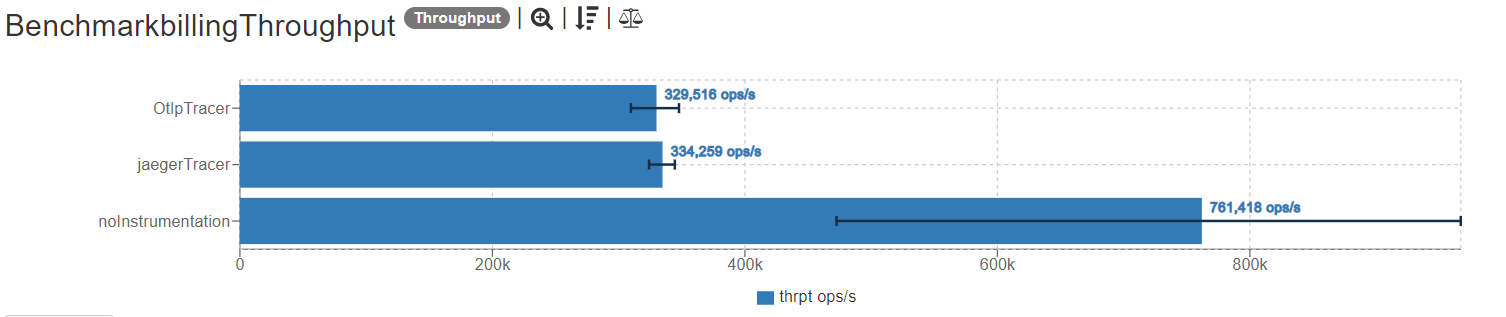 BenchmarkbillingThroughput Throughput
OtlpTracer 329,516 ops/s
jaegerTracer 334,259 ops/s
noInstrumentation 761,418 ops/s
0 200k 400k 600k 800k
thrpt ops/s